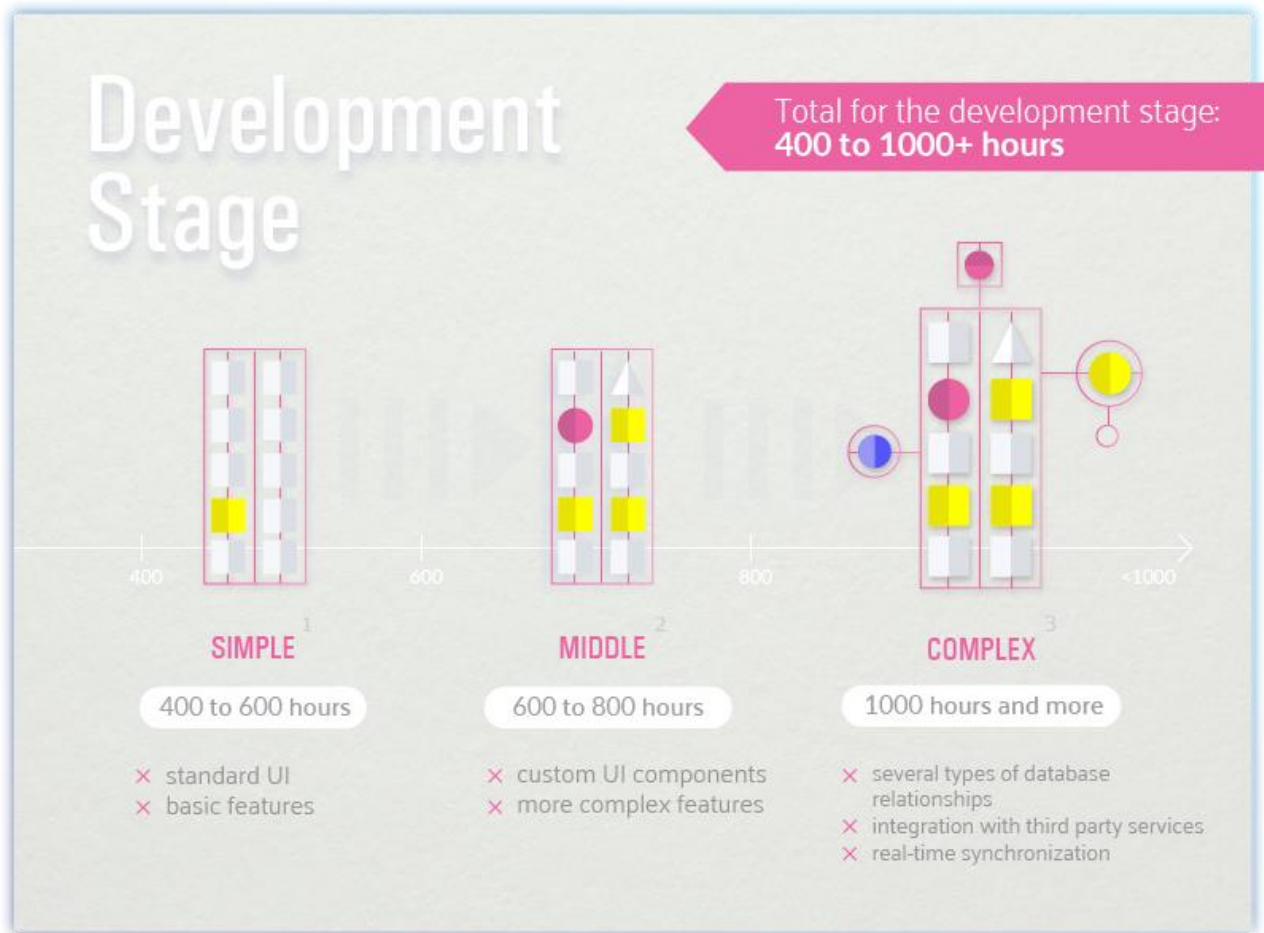 Development
Stage
Total for the development stage:
400 to 1000+ hours
400
600
800
<1000
1
SIMPLE
400 to 600 hours
× standard UI
× basic features
2
MIDDLE
600 to 800 hours
× custom UI components
× more complex features
3
COMPLEX
1000 hours and more
× several types of database
relationships
× integration with third party services
× real-time synchronization